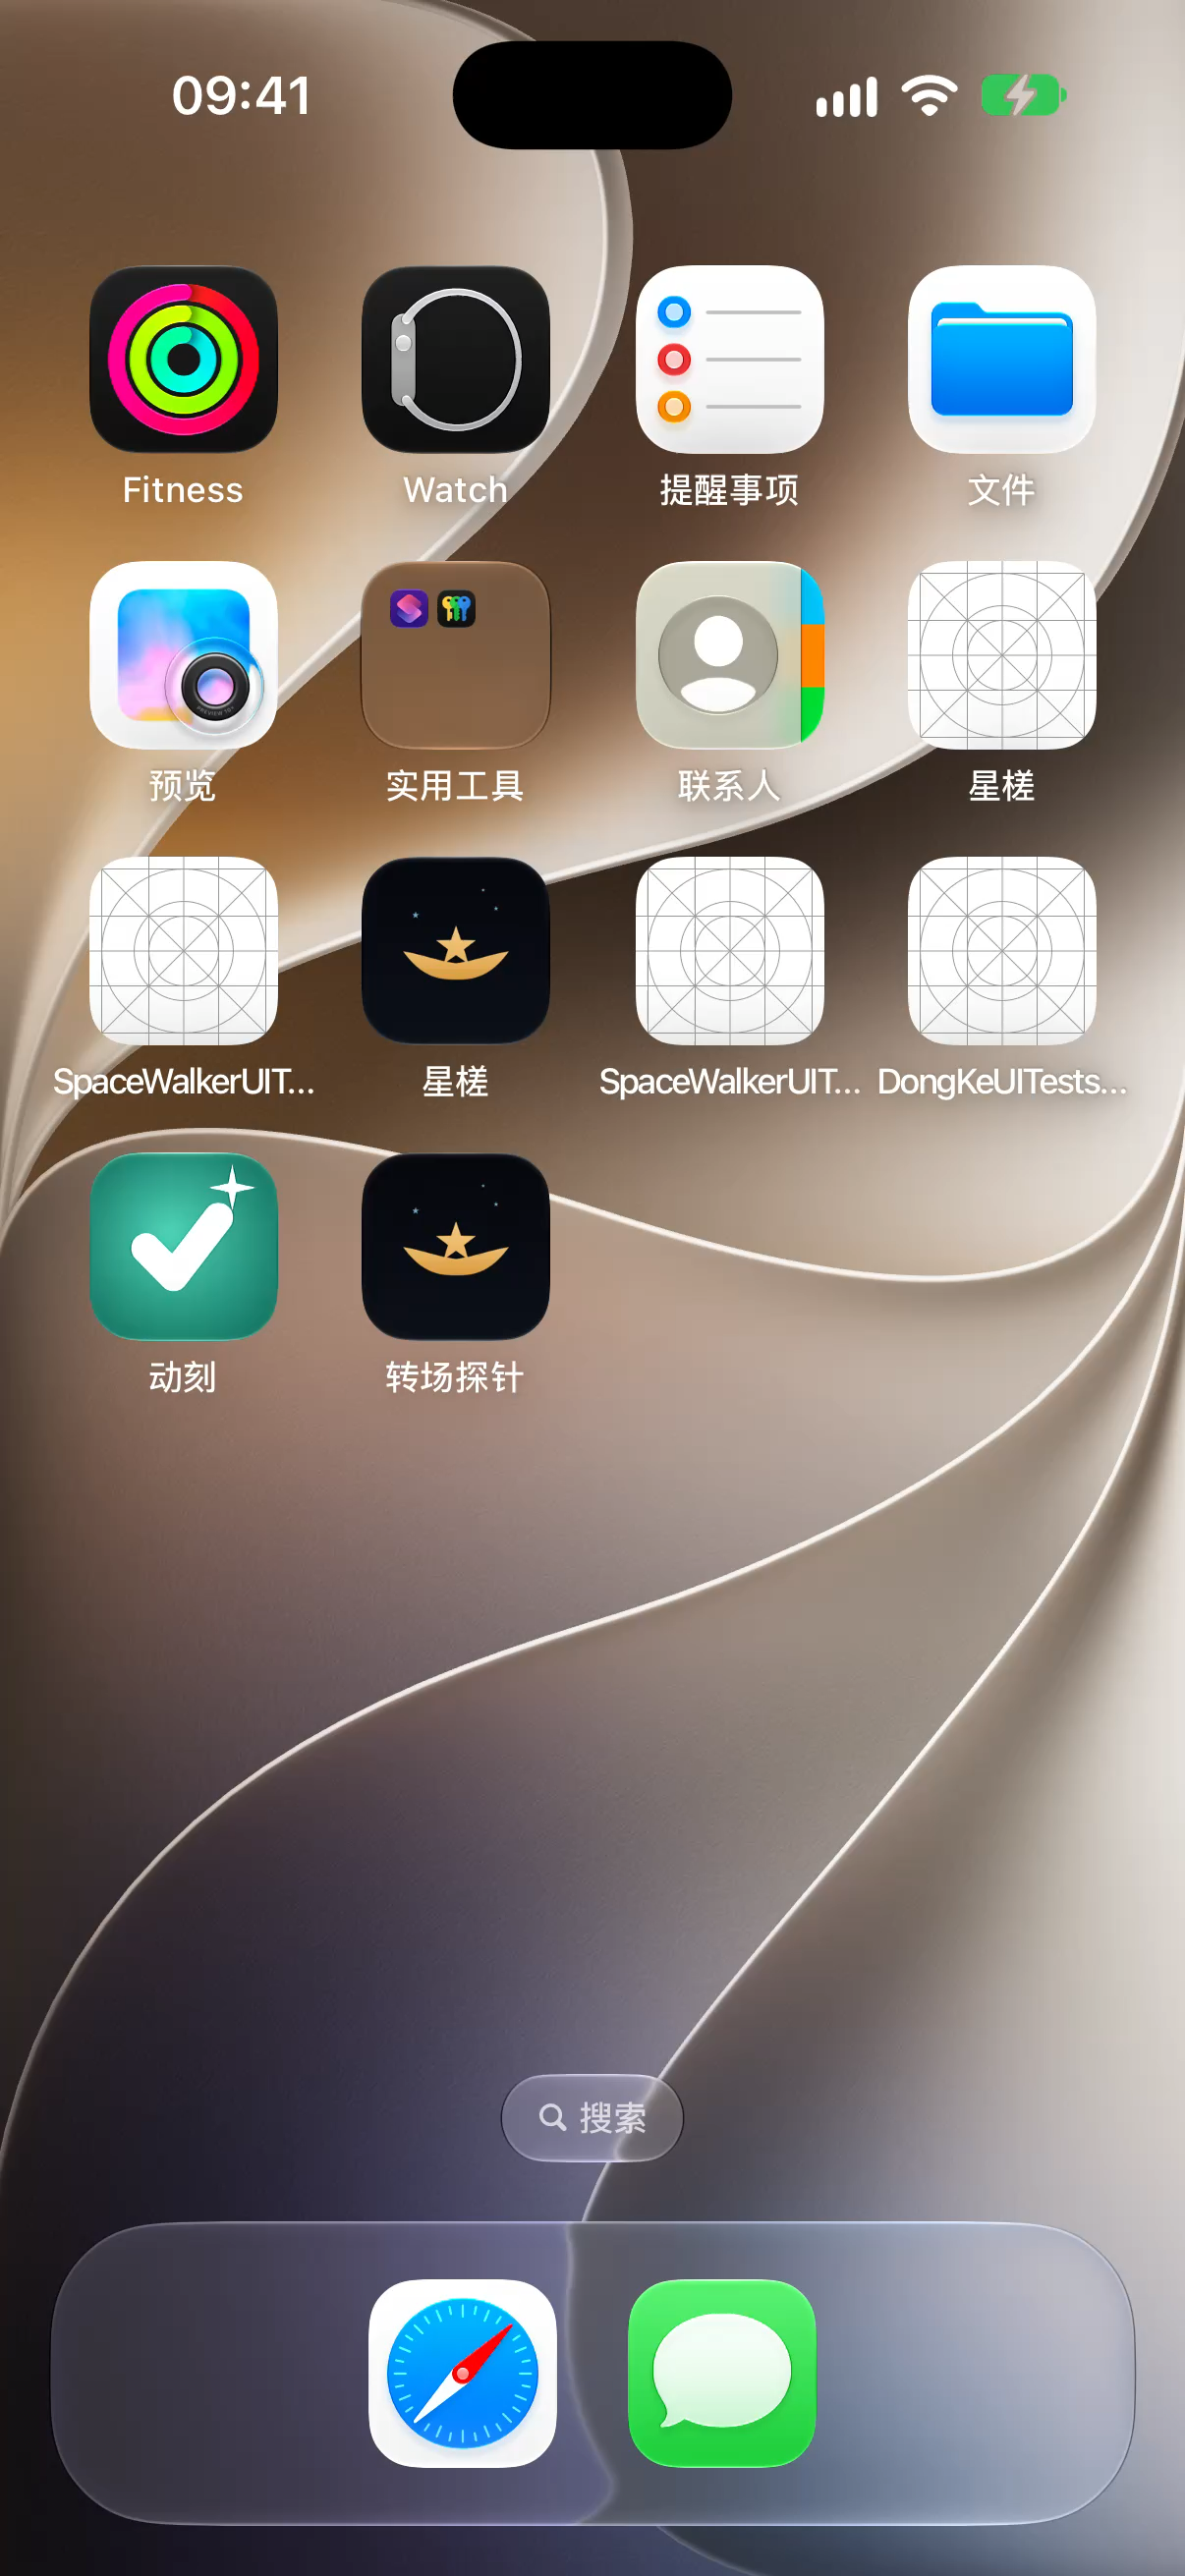 09:41
Fitness
Watch
提醒事项
文件
预览
实用工具
联系人
星槎
SpaceWalkerUIT...
星槎
SpaceWalkerUIT...
DongKeUITests...
动刻
转场探针
搜索